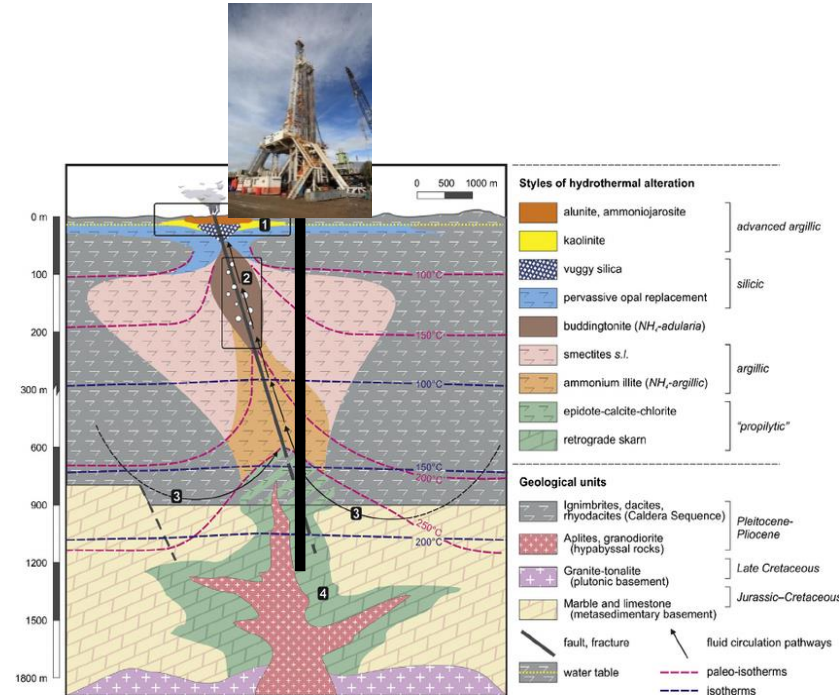 0 500 1000 m
0 m
100
200
300 m
600
900
1200
1500
1800 m
1
2
3
3
4
100°C
150°C
100°C
150°C
200°C
250°C
200°C
Styles of hydrothermal alteration
alunite, ammoniojarosite
kaolinite
advanced argillic
vuggy silica
pervassive opal replacement
silicic
buddingtonite (NH₄-adularia)
smectites s.l.
ammonium illite (NH₄-argillic)
argillic
epidote-calcite-chlorite
retrograde skarn
"propilytic"
Geological units
Ignimbrites, dacites,
rhyodacites (Caldera Sequence)
Aplites, granodiorite
(hypabyssal rocks)
Pleitocene-
Pliocene
Granite-tonalite
(plutonic basement)
Late Cretaceous
Marble and limestone
(metasedimentary basement)
Jurassic–Cretaceous
fault, fracture
fluid circulation pathways
water table
paleo-isotherms
isotherms